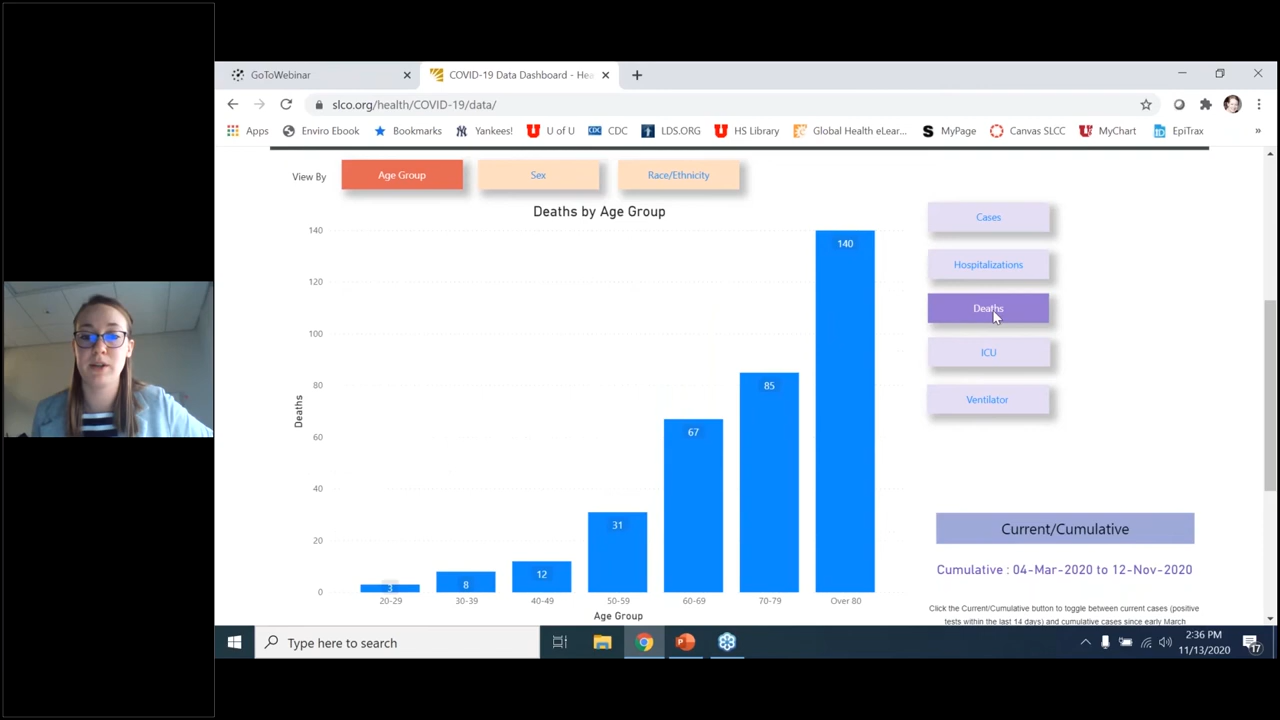 GoToWebinar
COVID-19 Data Dashboard - Hea
slco.org/health/COVID-19/data/
Apps Enviro Ebook Bookmarks Yankees! U of U CDC LDS.ORG HS Library Global Health eLear... MyPage Canvas SLCC MyChart EpiTrax »
View By Age Group Sex Race/Ethnicity
Deaths by Age Group
Cases
Hospitalizations
Deaths
ICU
Ventilator
140
120
100
80
60
40
20
0
Deaths
3
8
12
31
67
85
140
20-29 30-39 40-49 50-59 60-69 70-79 Over 80
Age Group
Current/Cumulative
Cumulative : 04-Mar-2020 to 12-Nov-2020
Click the Current/Cumulative button to toggle between current cases (positive
tests within the last 14 days) and cumulative cases since early March
Type here to search
2:36 PM
11/13/2020
17